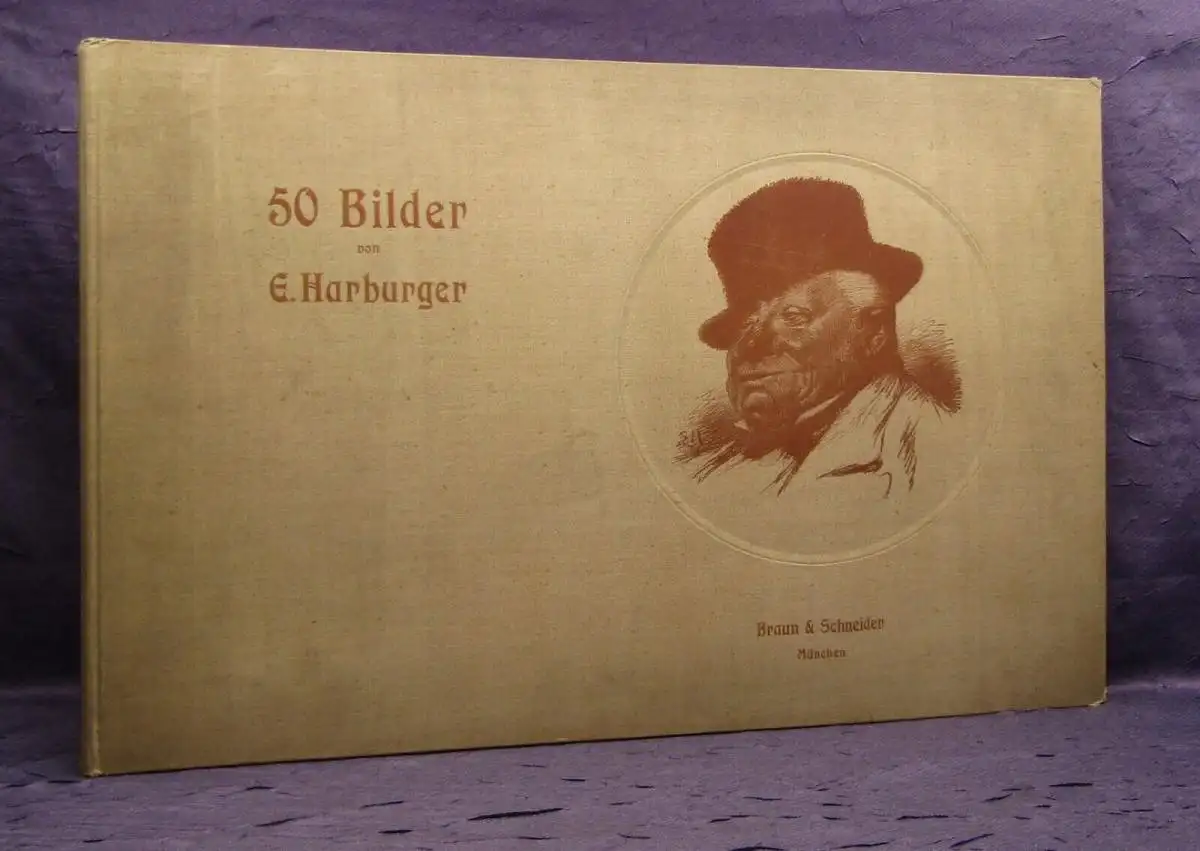 50 Bilder
von
E. Harburger
Braun & Schneider
München